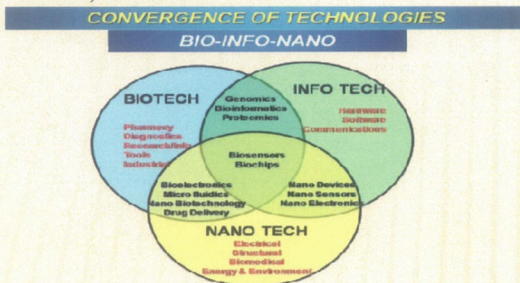 CONVERGENCE OF TECHNOLOGIES
BIO-INFO-NANO
BIOTECH
Pharmacy
Diagnostics
Tools
Industrial
Genomics
Bioinformatics
Proteomics
INFO TECH
Hardware
Software
Communications
Biosensors
Biochips
Bioelectronics
Micro fluidics
Nano Biotechnology
Drug Delivery
Nano Devices
Nano Sensors
Nano Electronics
NANO TECH
Electrical
Structural
Biomedical
Energy & Environment